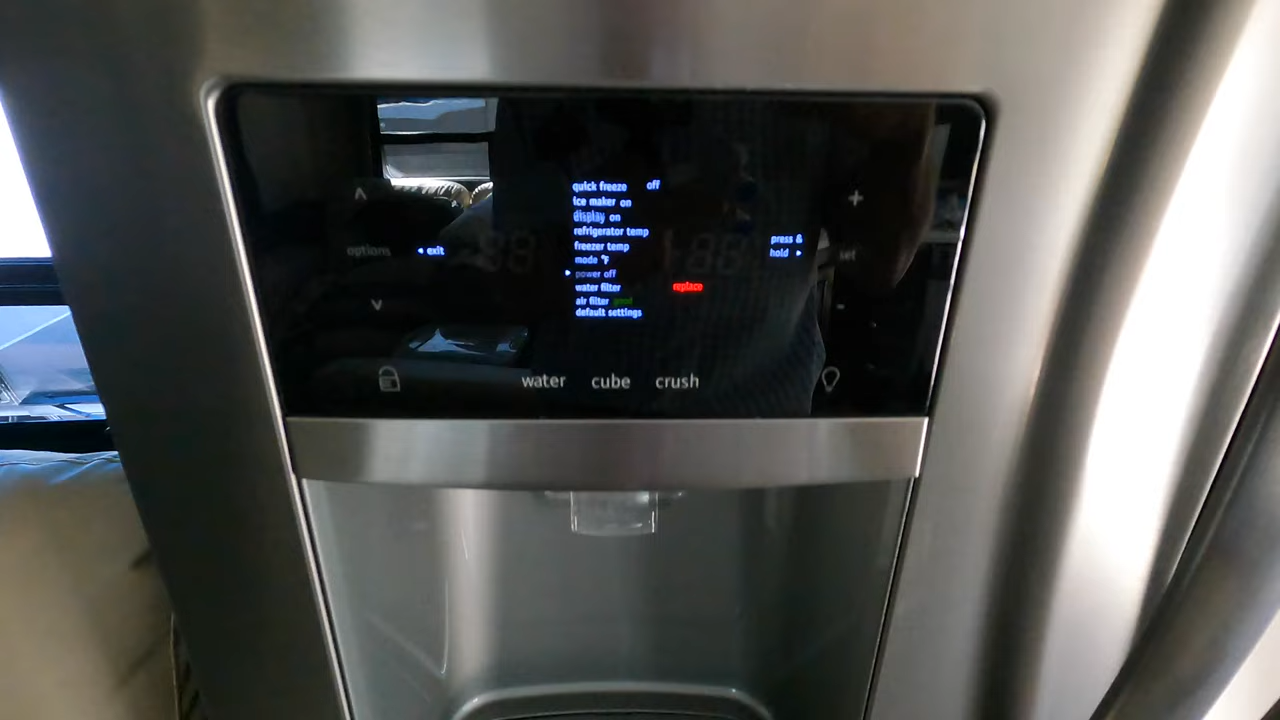 quick freeze off
ice maker on
display on
refrigerator temp
freezer temp
mode °F
power off
water filter replace
air filter good
default settings
options
exit
press &
hold
set
water cube crush